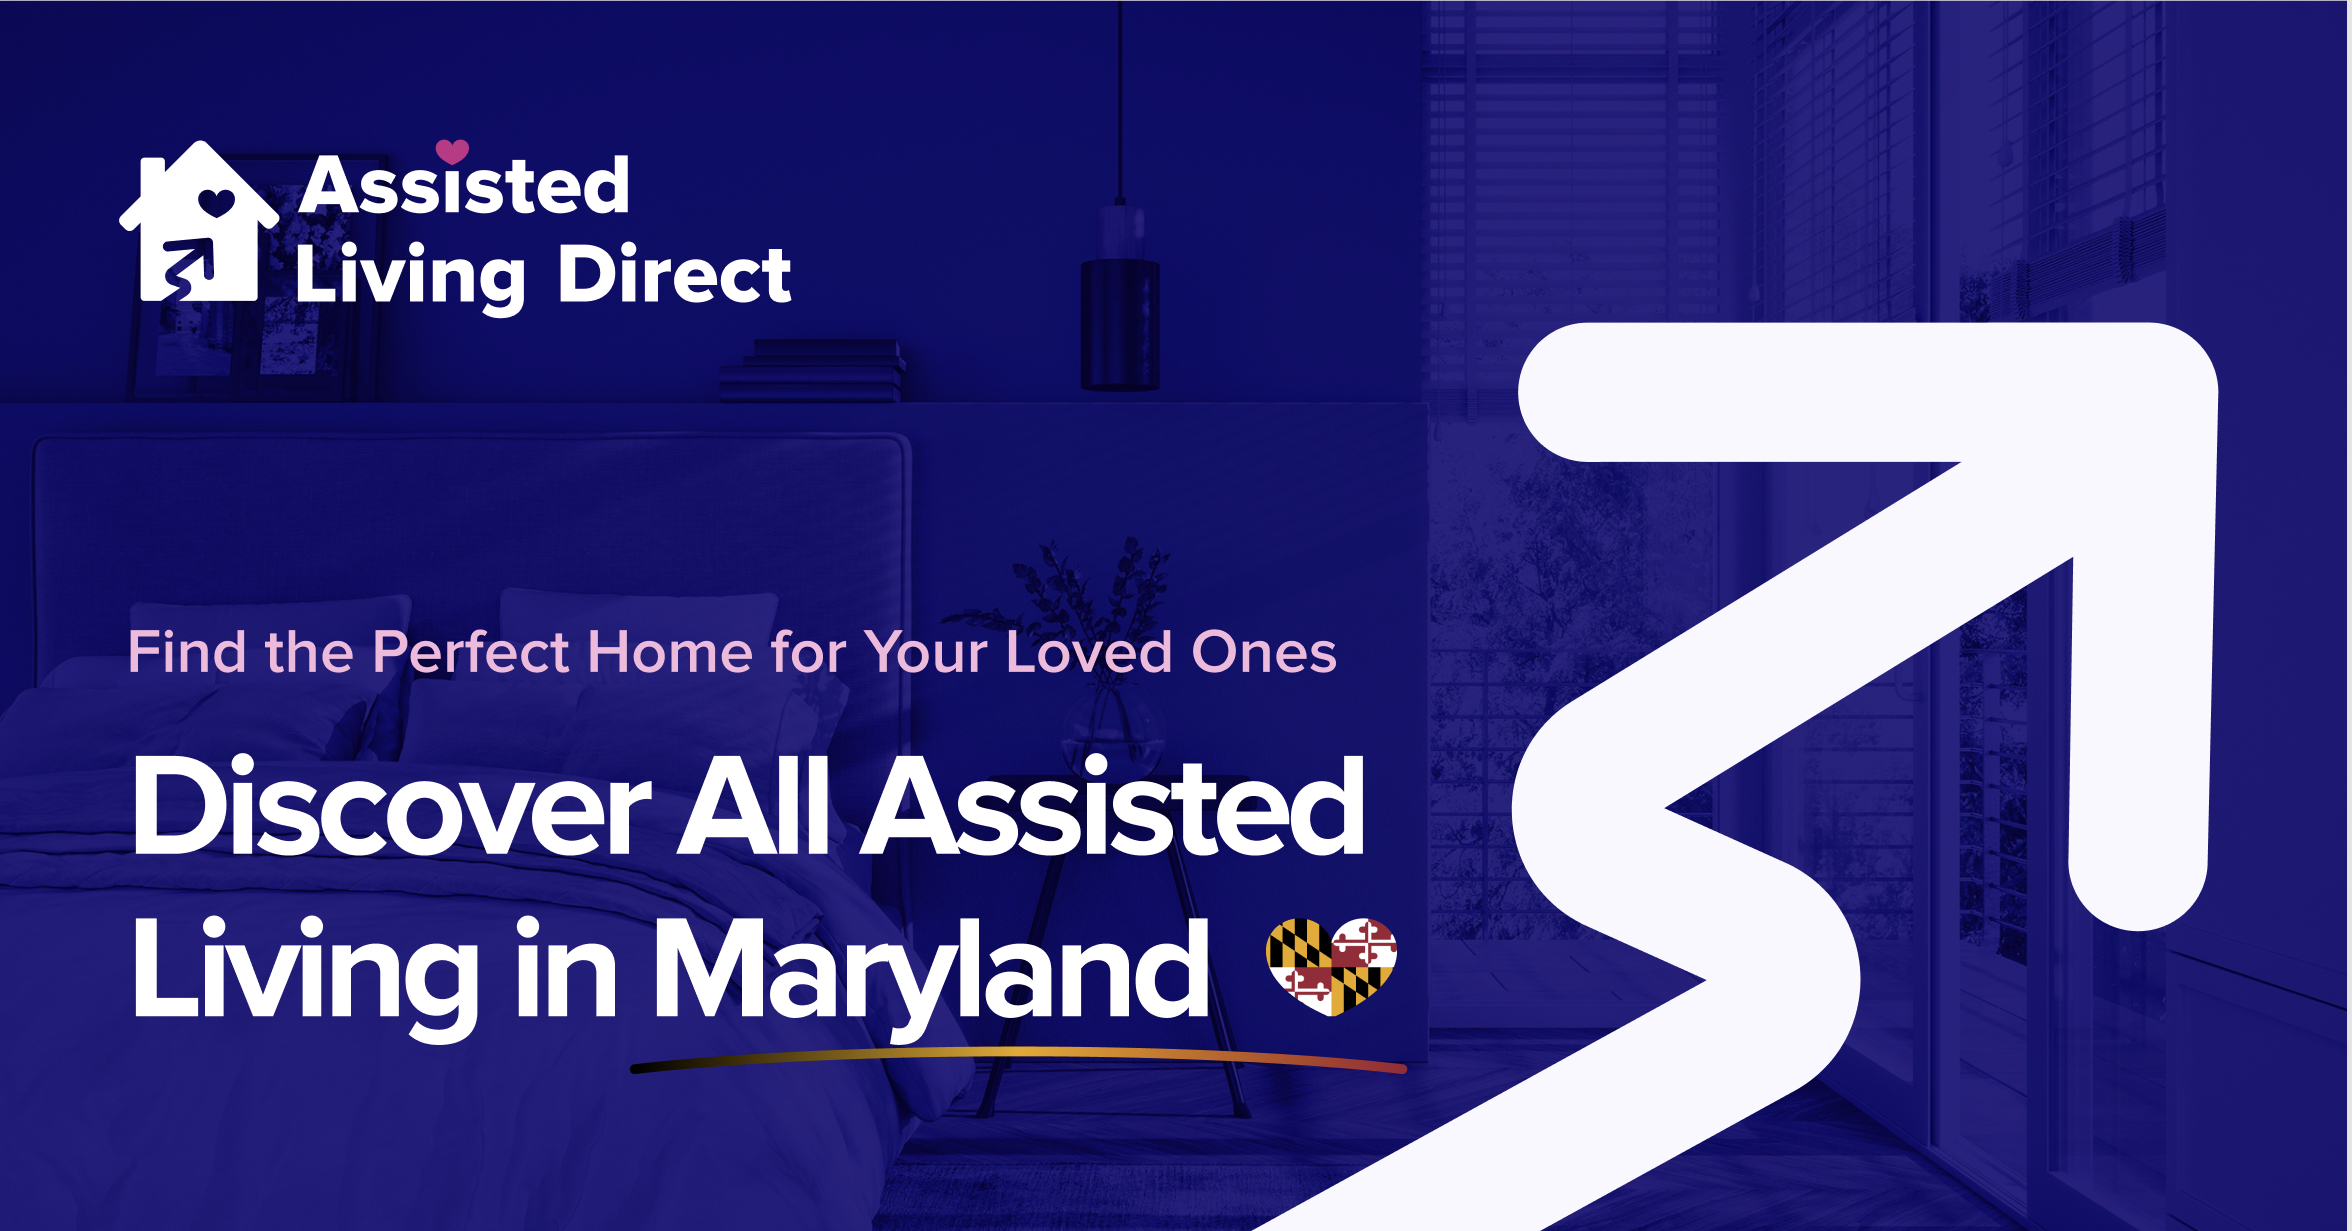 Assisted
Living Direct
Find the Perfect Home for Your Loved Ones
Discover All Assisted
Living in Maryland